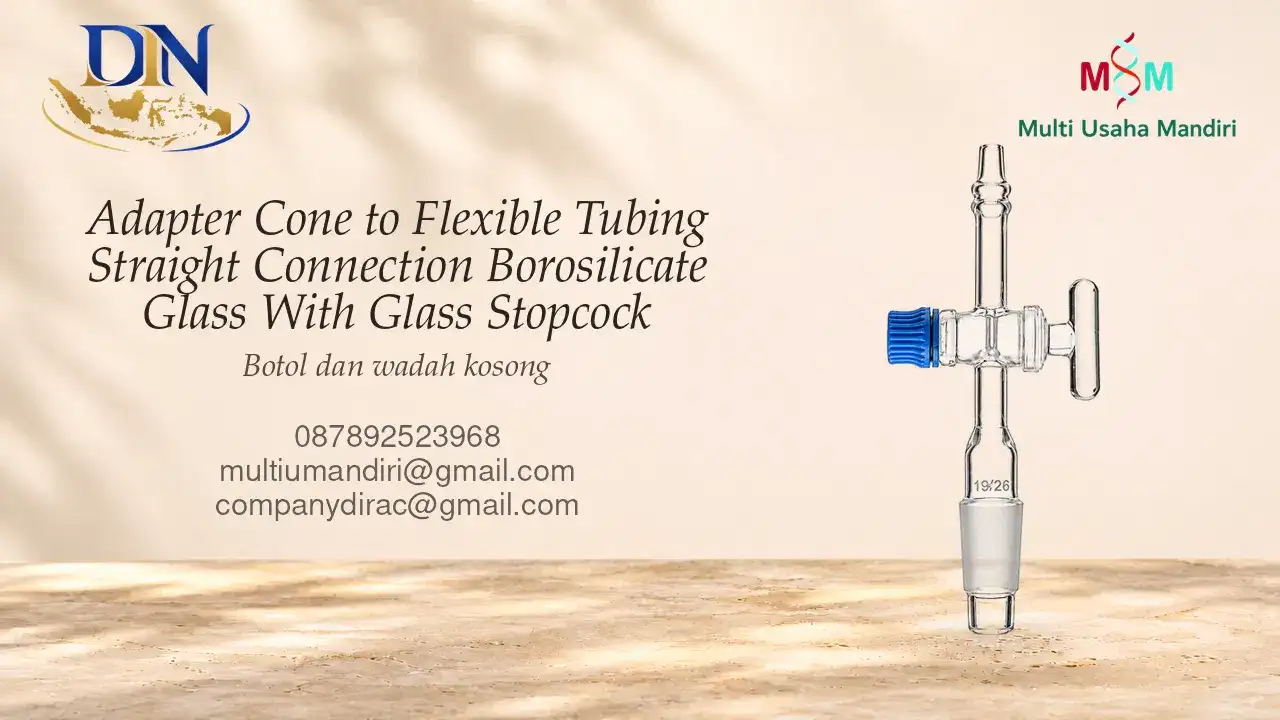 DIN
MSM
Multi Usaha Mandiri
Adapter Cone to Flexible Tubing
Straight Connection Borosilicate
Glass With Glass Stopcock
Botol dan wadah kosong
087892523968
multiumandiri@gmail.com
companydirac@gmail.com
19/26